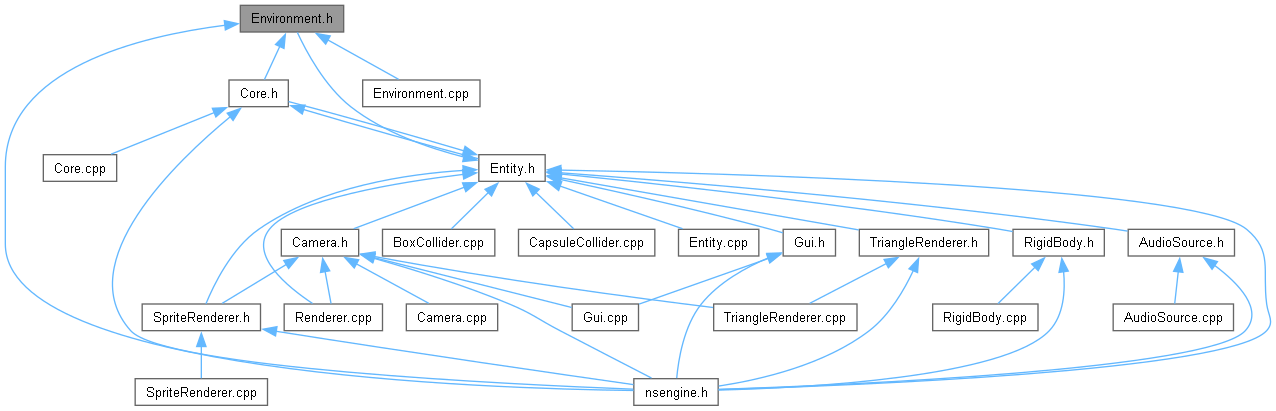 Environment.h
Core.h
Environment.cpp
Core.cpp
Entity.h
Camera.h
BoxCollider.cpp
CapsuleCollider.cpp
Entity.cpp
Gui.h
TriangleRenderer.h
RigidBody.h
AudioSource.h
SpriteRenderer.h
Renderer.cpp
Camera.cpp
Gui.cpp
TriangleRenderer.cpp
RigidBody.cpp
AudioSource.cpp
SpriteRenderer.cpp
nsengine.h